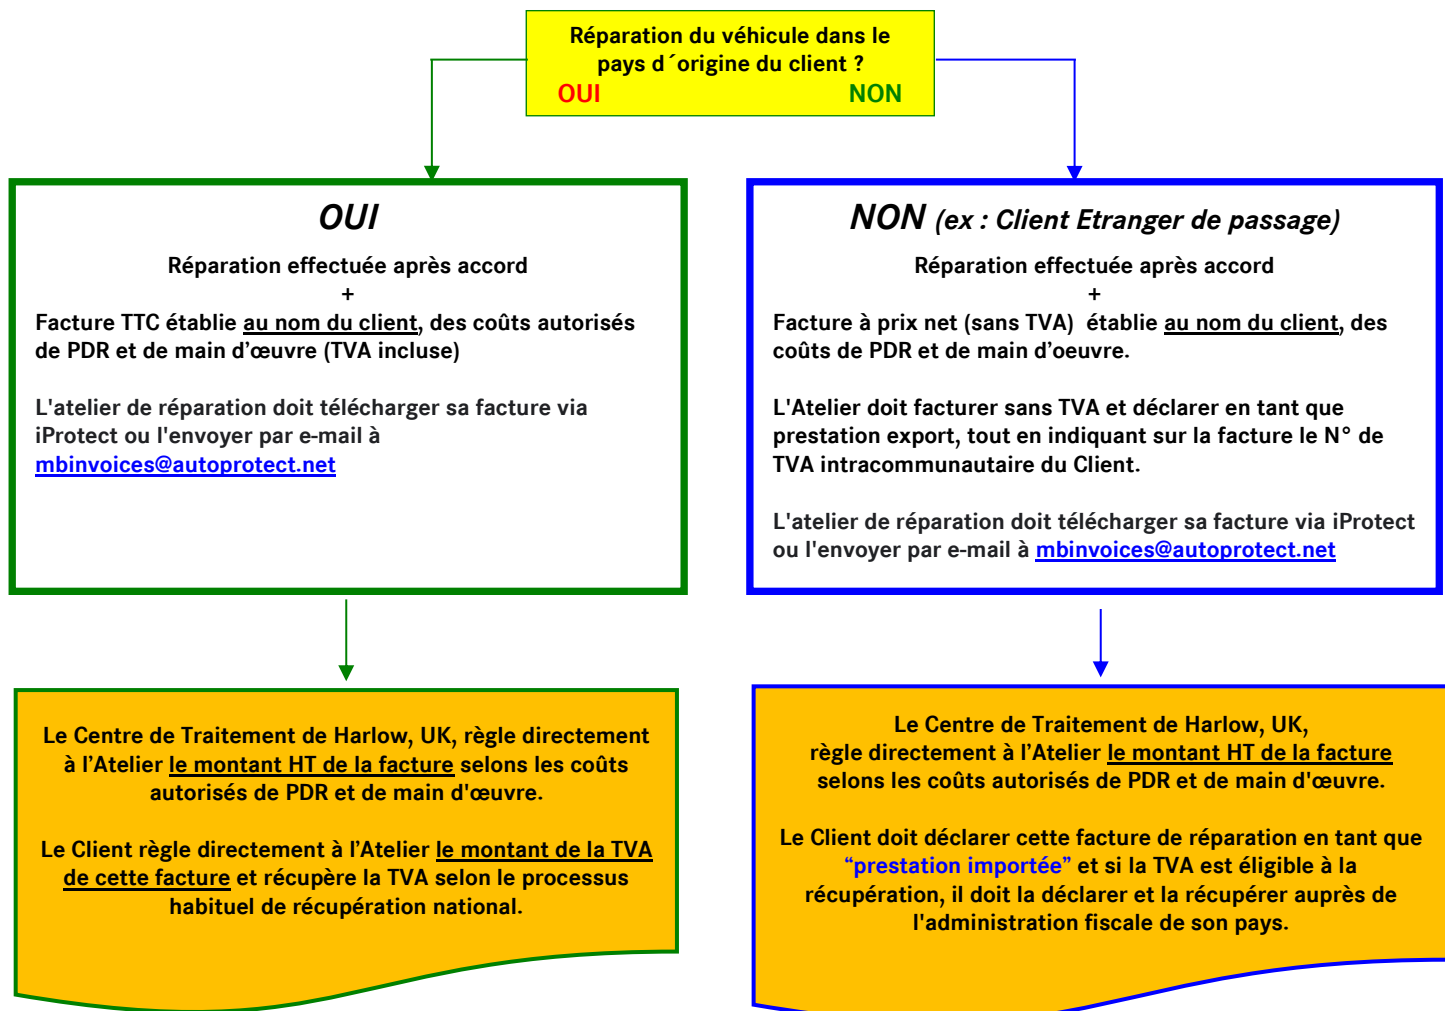 Réparation du véhicule dans le
pays d´origine du client ?
OUI NON
OUI
Réparation effectuée après accord
+
Facture TTC établie au nom du client, des coûts autorisés
de PDR et de main d’œuvre (TVA incluse)
L'atelier de réparation doit télécharger sa facture via
iProtect ou l'envoyer par e-mail à
mbinvoices@autoprotect.net
NON (ex : Client Etranger de passage)
Réparation effectuée après accord
+
Facture à prix net (sans TVA) établie au nom du client, des
coûts de PDR et de main d’oeuvre.
L'Atelier doit facturer sans TVA et déclarer en tant que
prestation export, tout en indiquant sur la facture le N° de
TVA intracommunautaire du Client.
L'atelier de réparation doit télécharger sa facture via iProtect
ou l'envoyer par e-mail à mbinvoices@autoprotect.net
Le Centre de Traitement de Harlow, UK, règle directement
à l’Atelier le montant HT de la facture selons les coûts
autorisés de PDR et de main d'œuvre.
Le Client règle directement à l’Atelier le montant de la TVA
de cette facture et récupère la TVA selon le processus
habituel de récupération national.
Le Centre de Traitement de Harlow, UK,
règle directement à l’Atelier le montant HT de la facture
selons les coûts autorisés de PDR et de main d'œuvre.
Le Client doit déclarer cette facture de réparation en tant que
“prestation importée” et si la TVA est éligible à la
récupération, il doit la déclarer et la récupérer auprès de
l'administration fiscale de son pays.